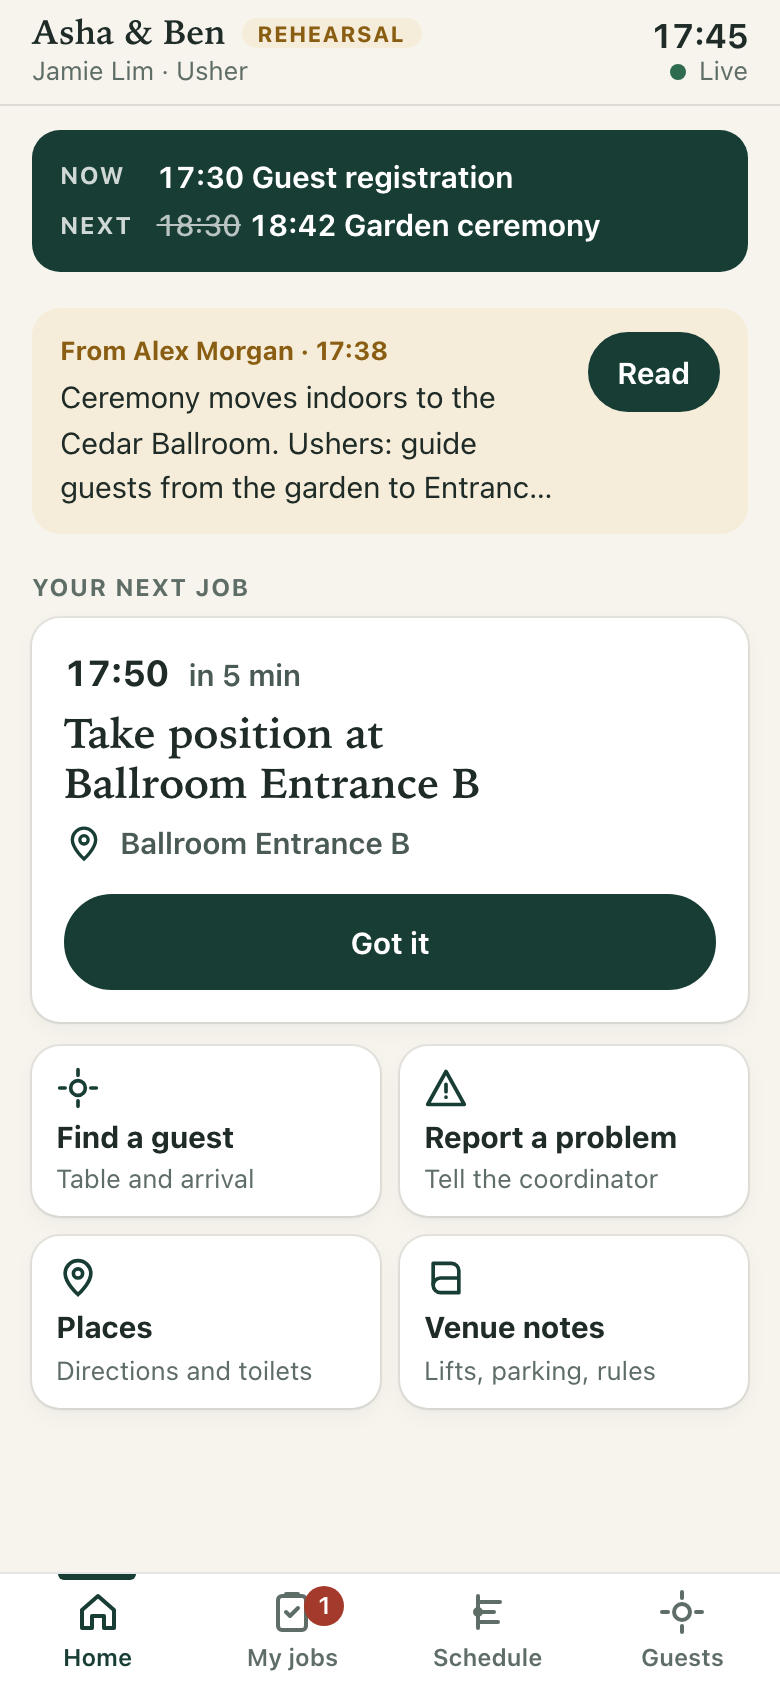 Asha & Ben REHEARSAL
17:45
Jamie Lim · Usher
Live
NOW 17:30 Guest registration
NEXT 18:30 18:42 Garden ceremony
From Alex Morgan · 17:38
Read
Ceremony moves indoors to the
Cedar Ballroom. Ushers: guide
guests from the garden to Entranc...
YOUR NEXT JOB
17:50 in 5 min
Take position at
Ballroom Entrance B
Ballroom Entrance B
Got it
Find a guest
Table and arrival
Report a problem
Tell the coordinator
Places
Directions and toilets
Venue notes
Lifts, parking, rules
Home
1
My jobs
Schedule
Guests